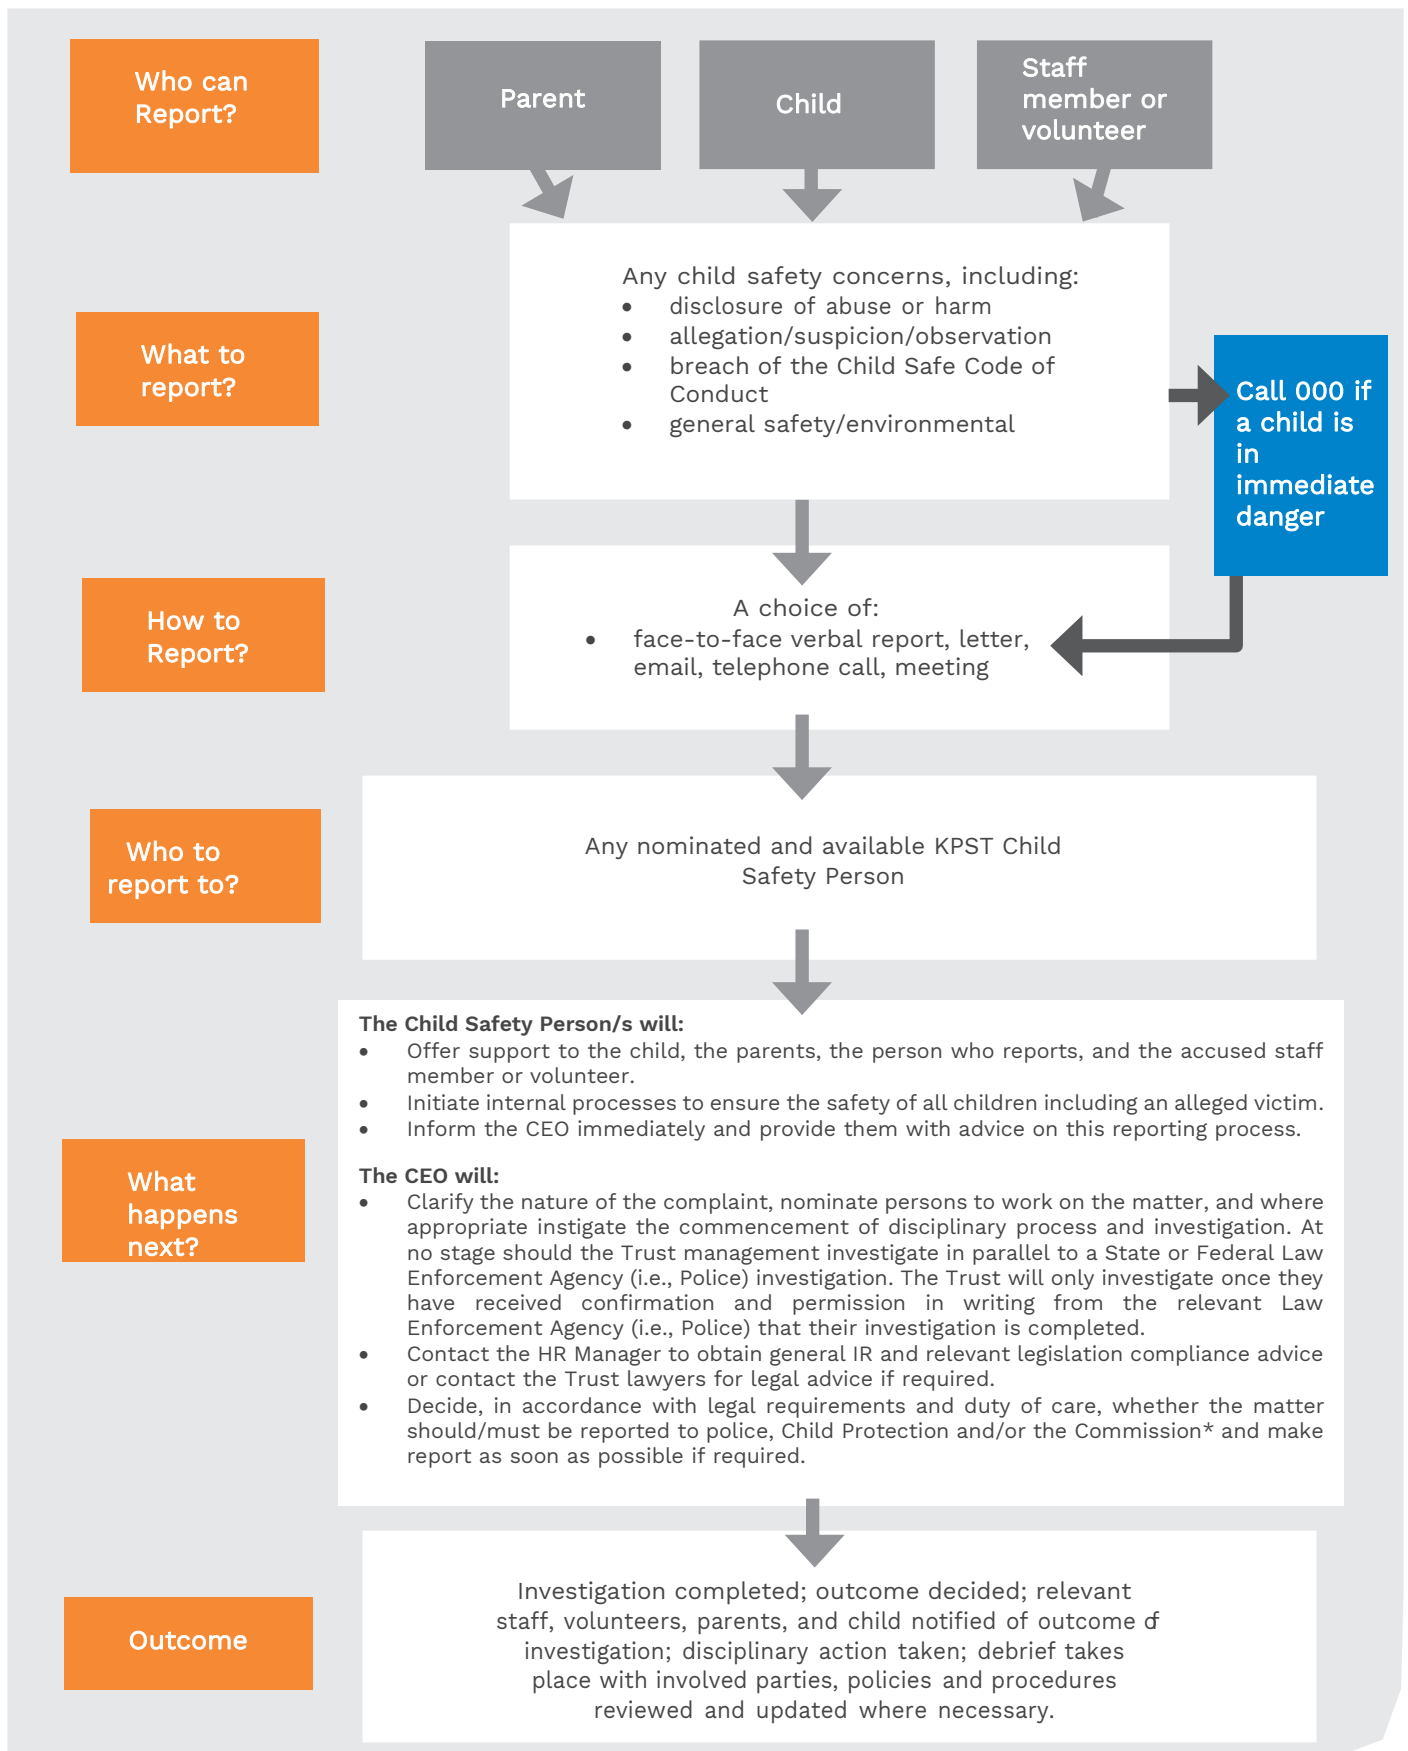 Who can
Report?
Parent
Child
Staff
member or
volunteer
What to
report?
Any child safety concerns, including:
• disclosure of abuse or harm
• allegation/suspicion/observation
• breach of the Child Safe Code of
Conduct
• general safety/environmental
Call 000 if
a child is
in
immediate
danger
How to
Report?
A choice of:
• face-to-face verbal report, letter,
email, telephone call, meeting
Who to
report to?
Any nominated and available KPST Child
Safety Person
What
happens
next?
The Child Safety Person/s will:
• Offer support to the child, the parents, the person who reports, and the accused staff
member or volunteer.
• Initiate internal processes to ensure the safety of all children including an alleged victim.
• Inform the CEO immediately and provide them with advice on this reporting process.
The CEO will:
• Clarify the nature of the complaint, nominate persons to work on the matter, and where
appropriate instigate the commencement of disciplinary process and investigation. At
no stage should the Trust management investigate in parallel to a State or Federal Law
Enforcement Agency (i.e., Police) investigation. The Trust will only investigate once they
have received confirmation and permission in writing from the relevant Law
Enforcement Agency (i.e., Police) that their investigation is completed.
• Contact the HR Manager to obtain general IR and relevant legislation compliance advice
or contact the Trust lawyers for legal advice if required.
• Decide, in accordance with legal requirements and duty of care, whether the matter
should/must be reported to police, Child Protection and/or the Commission* and make
report as soon as possible if required.
Outcome
Investigation completed; outcome decided; relevant
staff, volunteers, parents, and child notified of outcome of
investigation; disciplinary action taken; debrief takes
place with involved parties, policies and procedures
reviewed and updated where necessary.